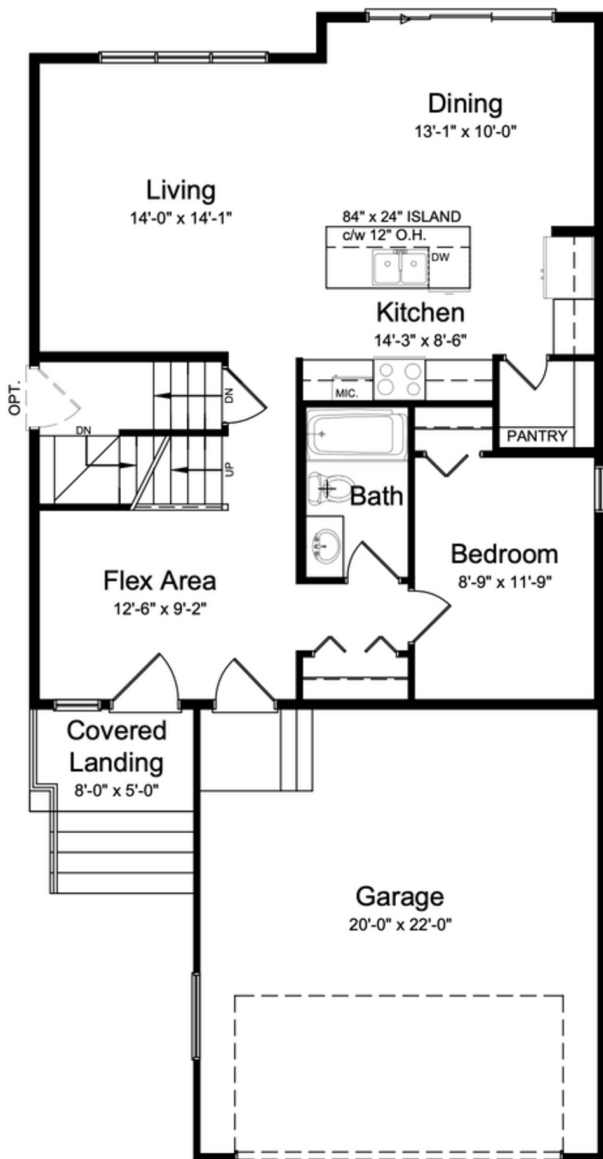 Dining
13'-1" x 10'-0"
Living
14'-0" x 14'-1"
84" x 24" ISLAND
c/w 12" O.H.
DW
Kitchen
14'-3" x 8'-6"
OPT.
DN
MIC.
DN
PANTRY
UP
Bath
Bedroom
8'-9" x 11'-9"
Flex Area
12'-6" x 9'-2"
Covered
Landing
8'-0" x 5'-0"
Garage
20'-0" x 22'-0"